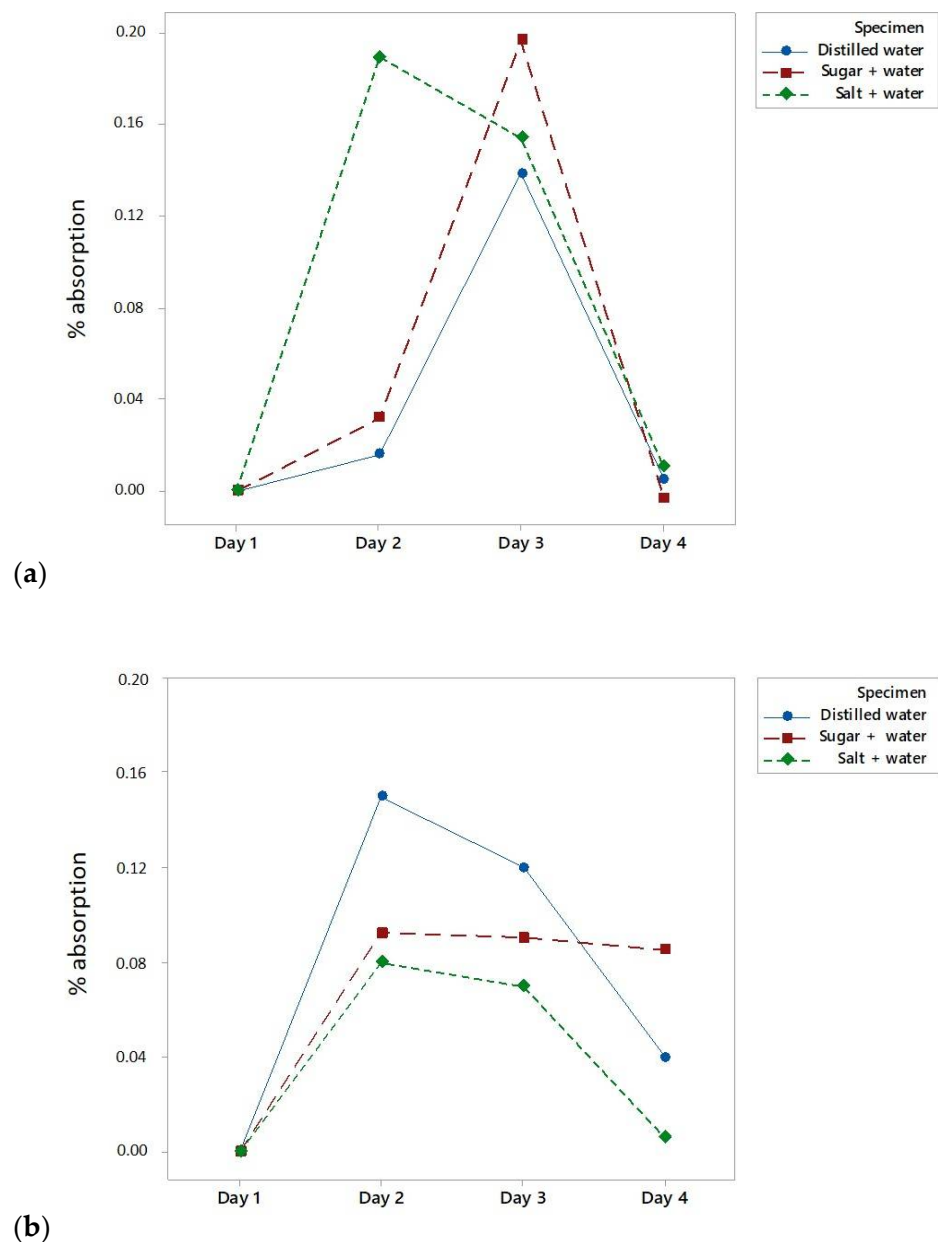 0.20
0.16
0.12
0.08
0.04
0.00
% absorption
Day 1 Day 2 Day 3 Day 4
Specimen
Distilled water
Sugar + water
Salt + water
(a)
0.20
0.16
0.12
0.08
0.04
0.00
% absorption
Day 1 Day 2 Day 3 Day 4
Specimen
Distilled water
Sugar + water
Salt + water
(b)